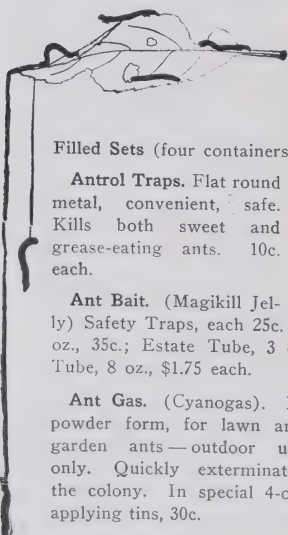 Filled Sets (four containers
Antrol Traps. Flat round
metal, convenient, safe.
Kills both sweet and
grease-eating ants. 10c.
each.
Ant Bait. (Magikill Jel-
ly) Safety Traps, each 25c.
oz., 35c.; Estate Tube, 3
Tube, 8 oz., $1.75 each.
Ant Gas. (Cyanogas).
powder form, for lawn
garden ants — outdoor
only. Quickly
the colony. In special
applying tins, 30c.